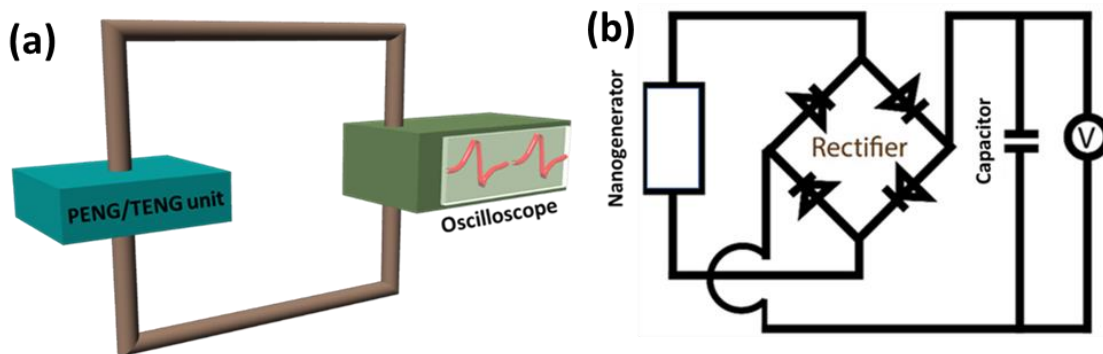 (a)
PENG/TENG unit
Oscilloscope
(b)
Nanogenerator
Rectifier
Capacitor
V